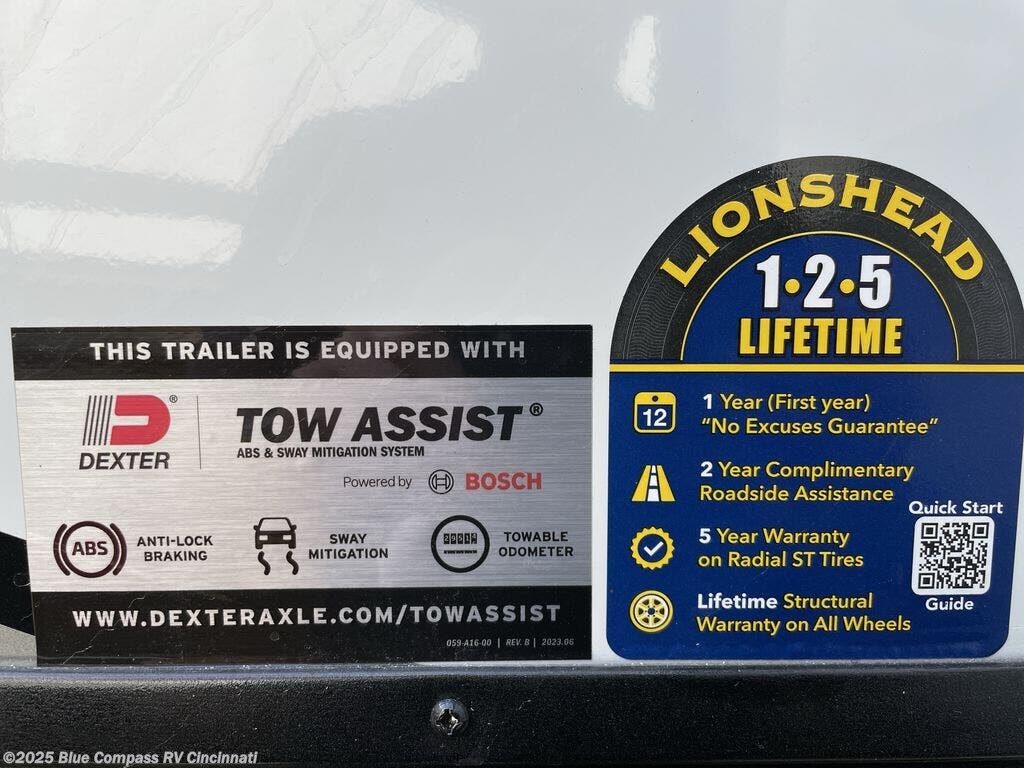 THIS TRAILER IS EQUIPPED WITH
DEXTER®
TOW ASSIST®
ABS & SWAY MITIGATION SYSTEM
Powered by BOSCH
ABS
ANTI-LOCK
BRAKING
SWAY
MITIGATION
TOWABLE
ODOMETER
WWW.DEXTERAXLE.COM/TOWASSIST
059-A16-00 | REV. B | 2023.06
LIONSHEAD
1•2•5
LIFETIME
12
1 Year (First year)
"No Excuses Guarantee"
2 Year Complimentary
Roadside Assistance
5 Year Warranty
on Radial ST Tires
Lifetime Structural
Warranty on All Wheels
Quick Start
Guide
©2025 Blue Compass RV Cincinnati